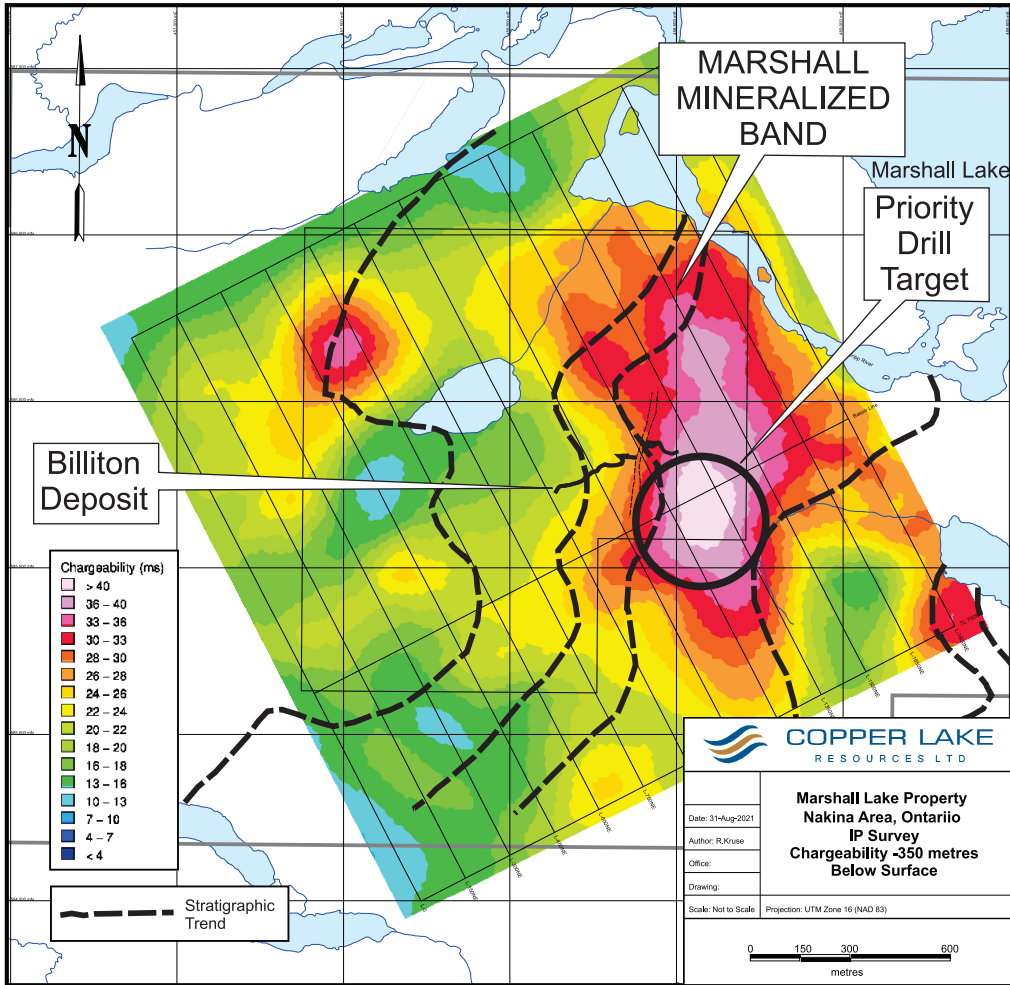 N
MARSHALL
MINERALIZED
BAND
Marshall Lake
Priority
Drill
Target
Billiton
Deposit
Base Line
Chargeability (ms)
> 40
36 – 40
33 – 36
30 – 33
28 – 30
26 – 28
24 – 26
22 – 24
20 – 22
18 – 20
16 – 18
13 – 16
10 – 13
7 – 10
4 – 7
< 4
Stratigraphic
Trend
COPPER LAKE
RESOURCES LTD
Date: 31-Aug-2021
Author: R.Kruse
Office:
Drawing:
Scale: Not to Scale
Projection: UTM Zone 16 (NAD 83)
Marshall Lake Property
Nakina Area, Ontariio
IP Survey
Chargeability -350 metres
Below Surface
0 150 300 600
metres